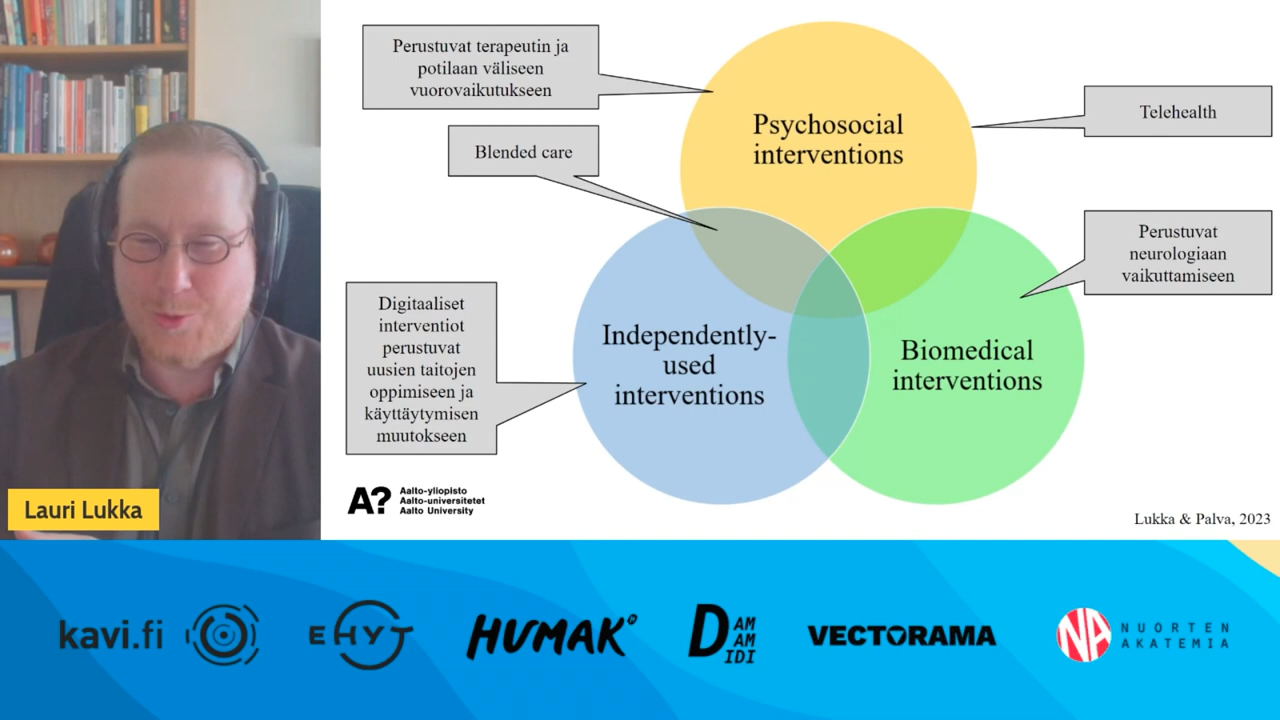 Perustuvat terapeutin ja
potilaan väliseen
vuorovaikutukseen
Psychosocial
interventions
Telehealth
Blended care
Perustuvat
neurologiaan
vaikuttamiseen
Digitaaliset
interventiot
perustuvat
uusien taitojen
oppimiseen ja
käyttäytymisen
muutokseen
Independently-
used
interventions
Biomedical
interventions
Lauri Lukka
A?
Aalto-yliopisto
Aalto-universitetet
Aalto University
Lukka & Palva, 2023
kavi.fi
EHYT
HUMAK
DAM
AM
IDI
VECTORAMA
NA
NUORTEN
AKATEMIA